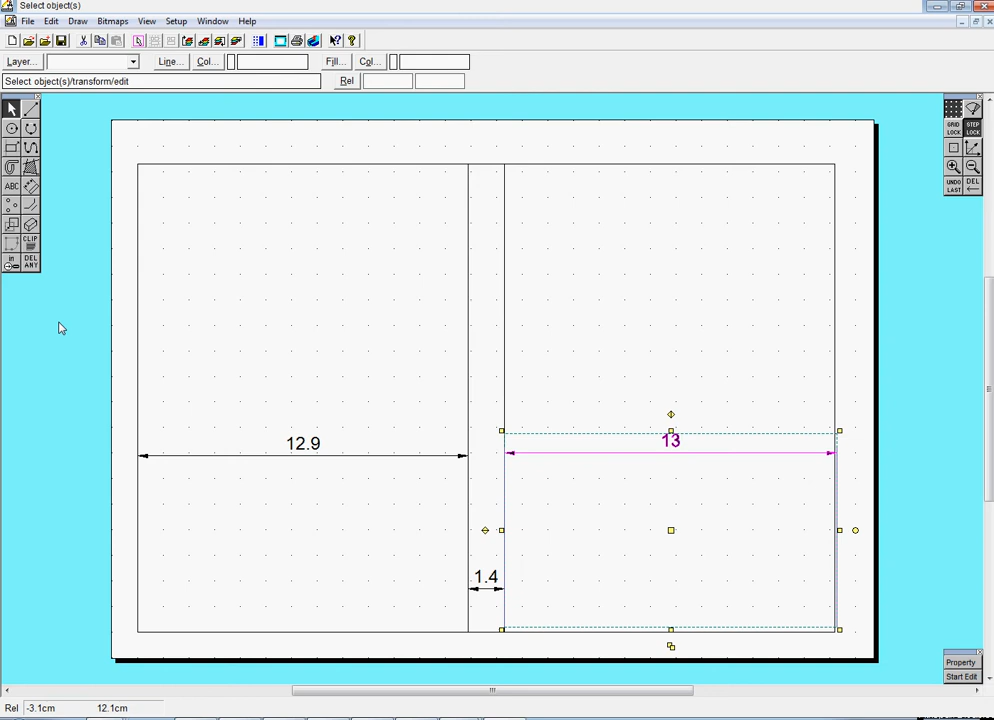 Select object(s)
File Edit Draw Bitmaps View Setup Window Help
Layer... Line... Col... Fill... Col...
Select object(s)/transform/edit Rel
GRID LOCK STEP LOCK
ABC
UNDO LAST DEL
CLIP
in DEL ANY
12.9
13
1.4
Property
Start Edit
Rel -3.1cm 12.1cm